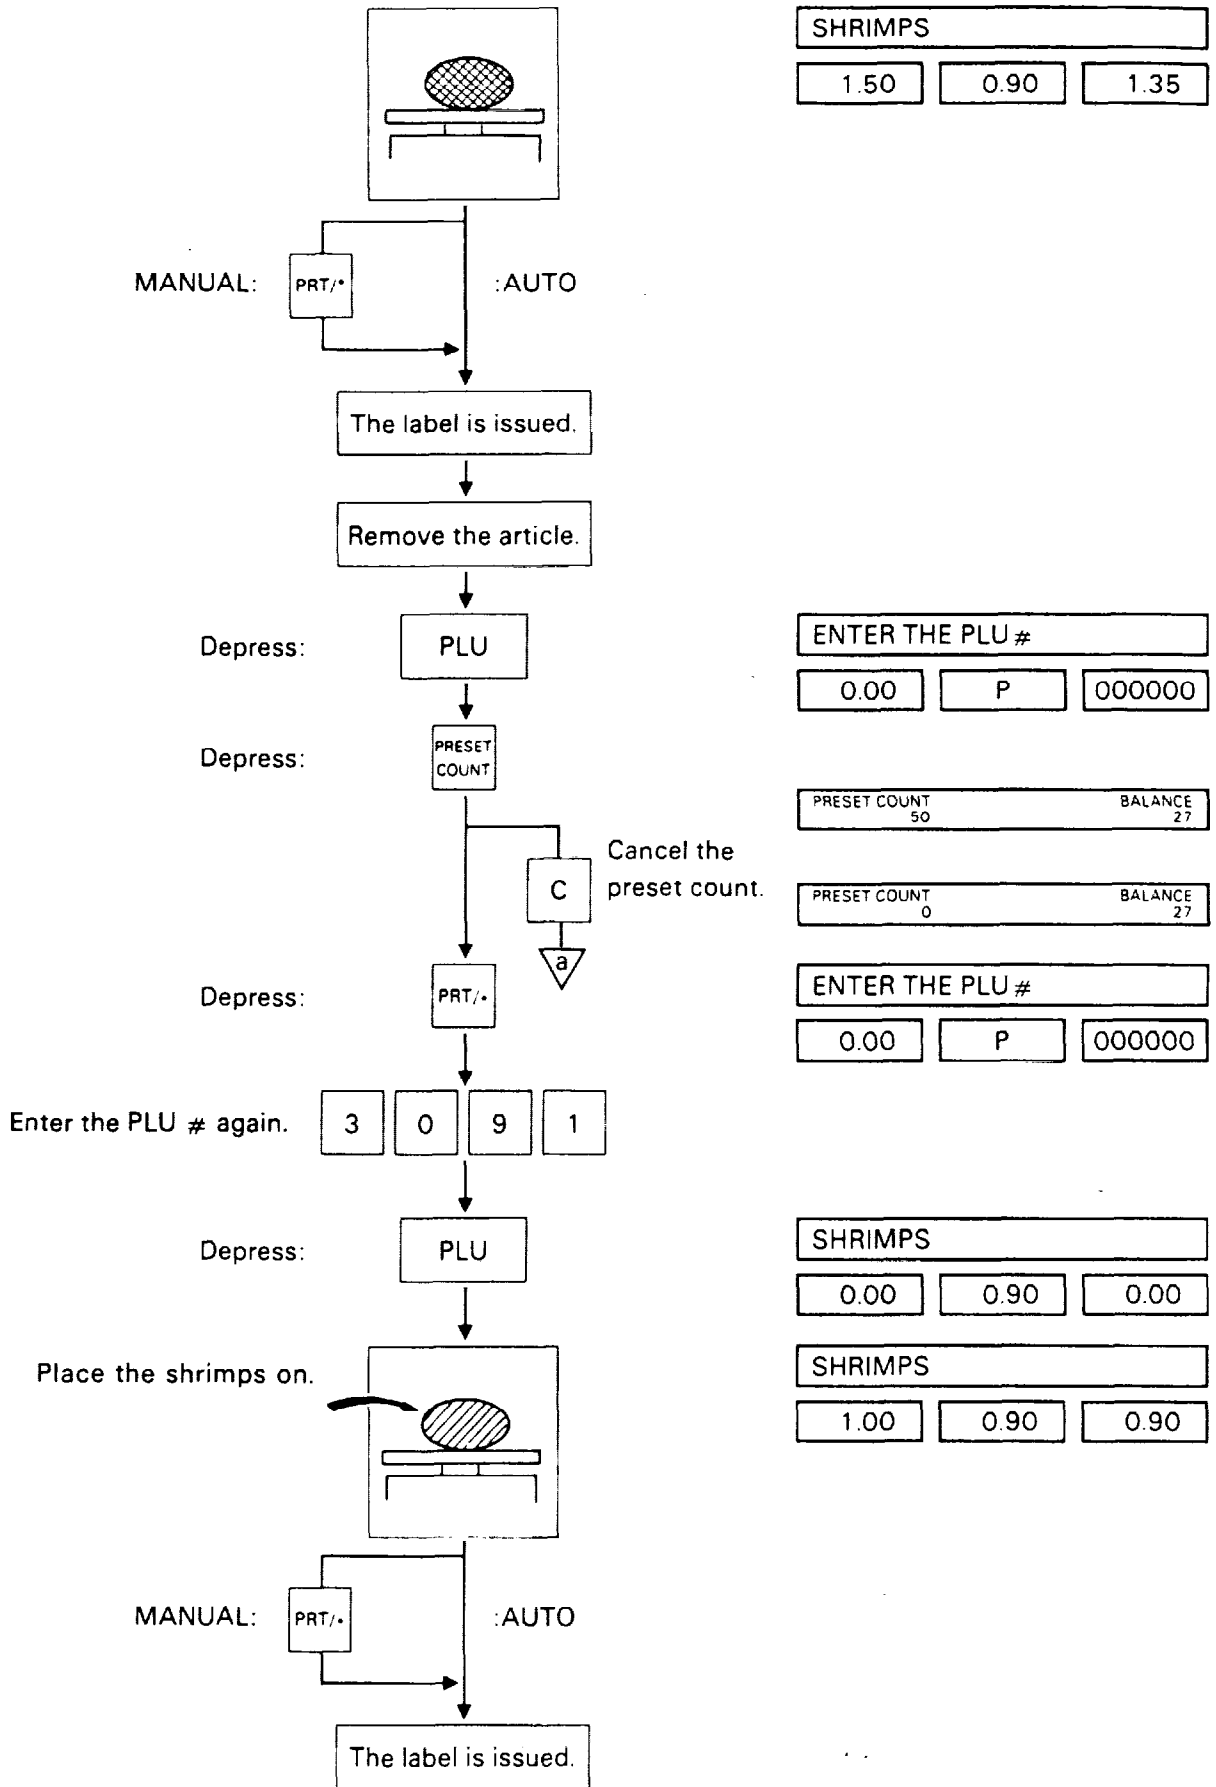 SHRIMPS
1.50 0.90 1.35
MANUAL: PRT/* :AUTO
The label is issued.
Remove the article.
Depress: PLU
ENTER THE PLU #
0.00 P 000000
Depress: PRESET COUNT
PRESET COUNT BALANCE
50 27
Cancel the
C preset count.
PRESET COUNT BALANCE
0 27
a
Depress: PRT/*
ENTER THE PLU #
0.00 P 000000
Enter the PLU # again. 3 0 9 1
Depress: PLU
SHRIMPS
0.00 0.90 0.00
Place the shrimps on.
SHRIMPS
1.00 0.90 0.90
MANUAL: PRT/* :AUTO
The label is issued.